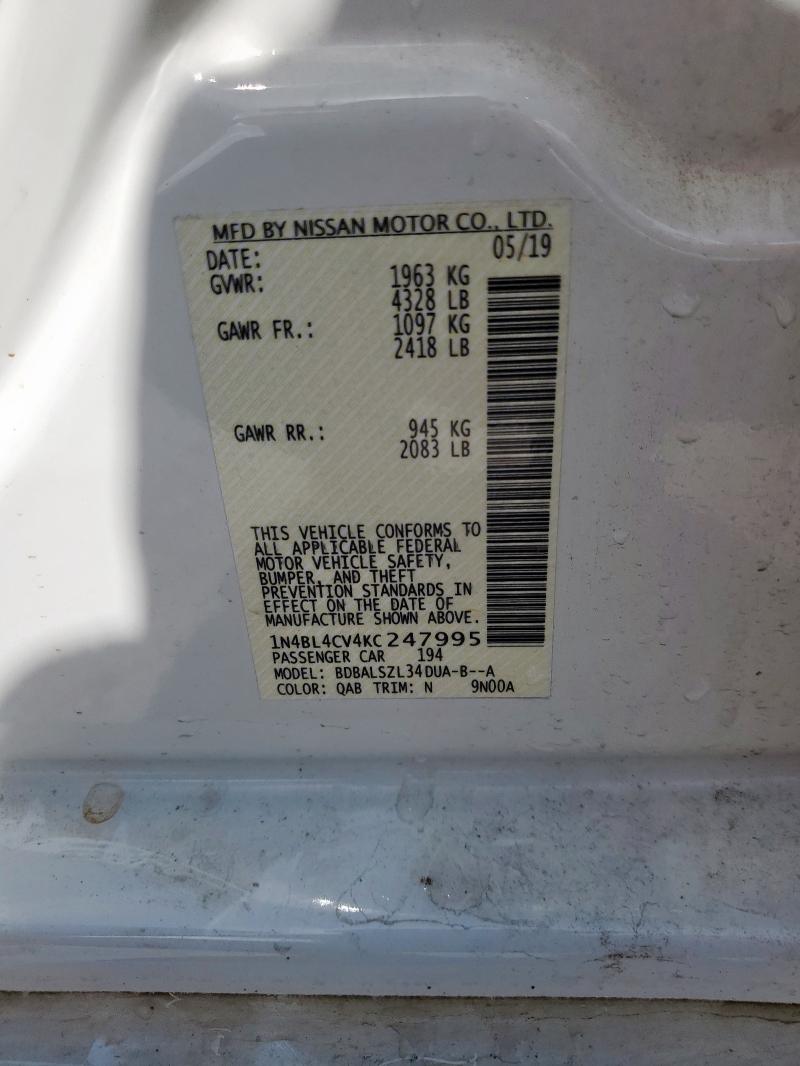 MFD BY NISSAN MOTOR CO., LTD.
DATE: 05/19
GVWR: 1963 KG
4328 LB
GAWR FR.: 1097 KG
2418 LB
GAWR RR.: 945 KG
2083 LB
THIS VEHICLE CONFORMS TO
ALL APPLICABLE FEDERAL
MOTOR VEHICLE SAFETY,
BUMPER, AND THEFT
PREVENTION STANDARDS IN
EFFECT ON THE DATE OF
MANUFACTURE SHOWN ABOVE.
1N4BL4CV4KC247995
PASSENGER CAR 194
MODEL: BDBALSZL34DUA-B--A
COLOR: QAB TRIM: N 9N00A